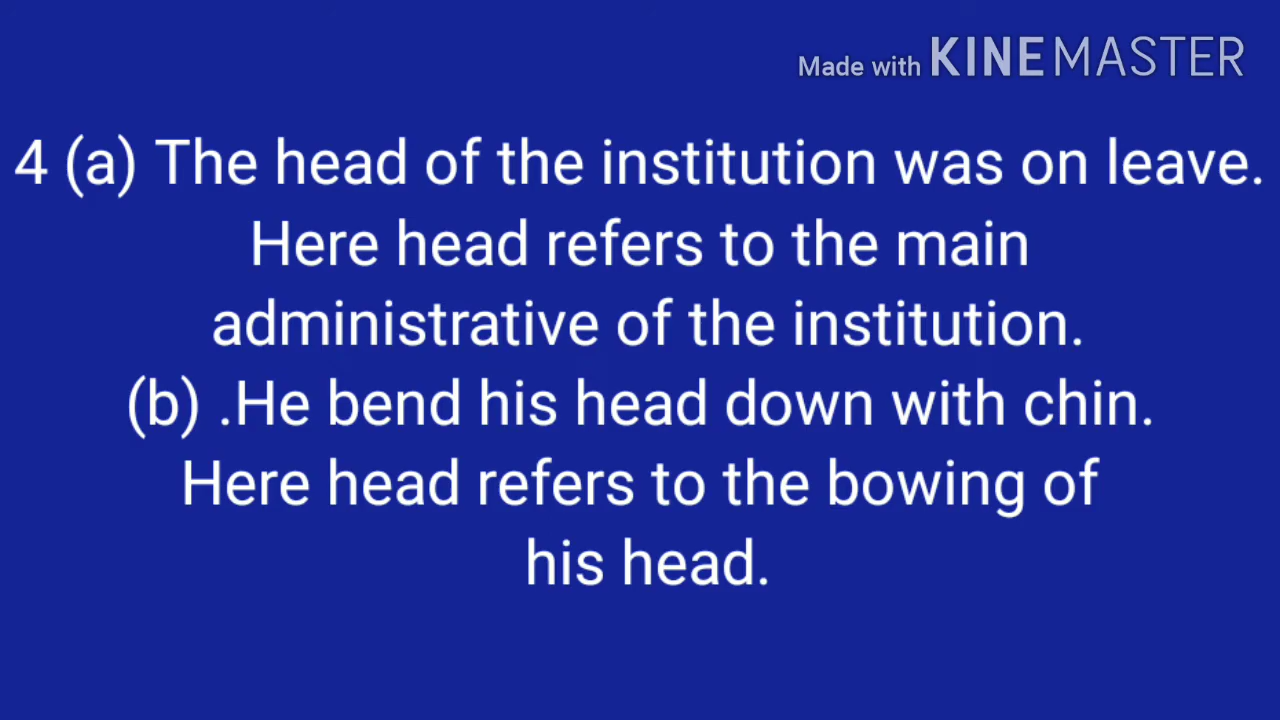 Made with KINEMASTER
4 (a) The head of the institution was on leave.
Here head refers to the main
administrative of the institution.
(b) .He bend his head down with chin.
Here head refers to the bowing of
his head.